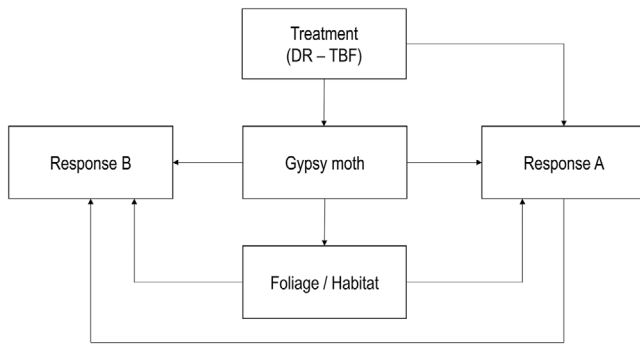 Treatment
(DR – TBF)
Response B
Gypsy moth
Response A
Foliage / Habitat